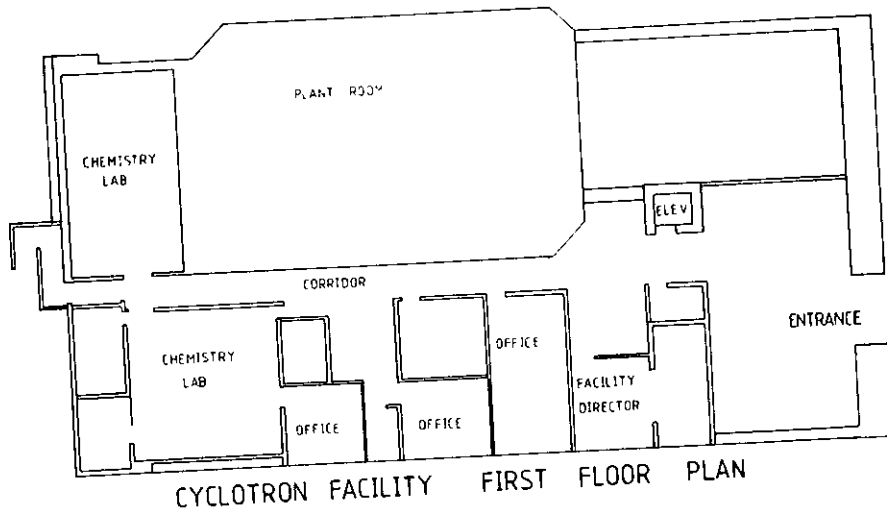 PLANT ROOM
CHEMISTRY
LAB
ELEV
CORRIDOR
ENTRANCE
OFFICE
CHEMISTRY
LAB
FACILITY
DIRECTOR
OFFICE
OFFICE
CYCLOTRON FACILITY FIRST FLOOR PLAN